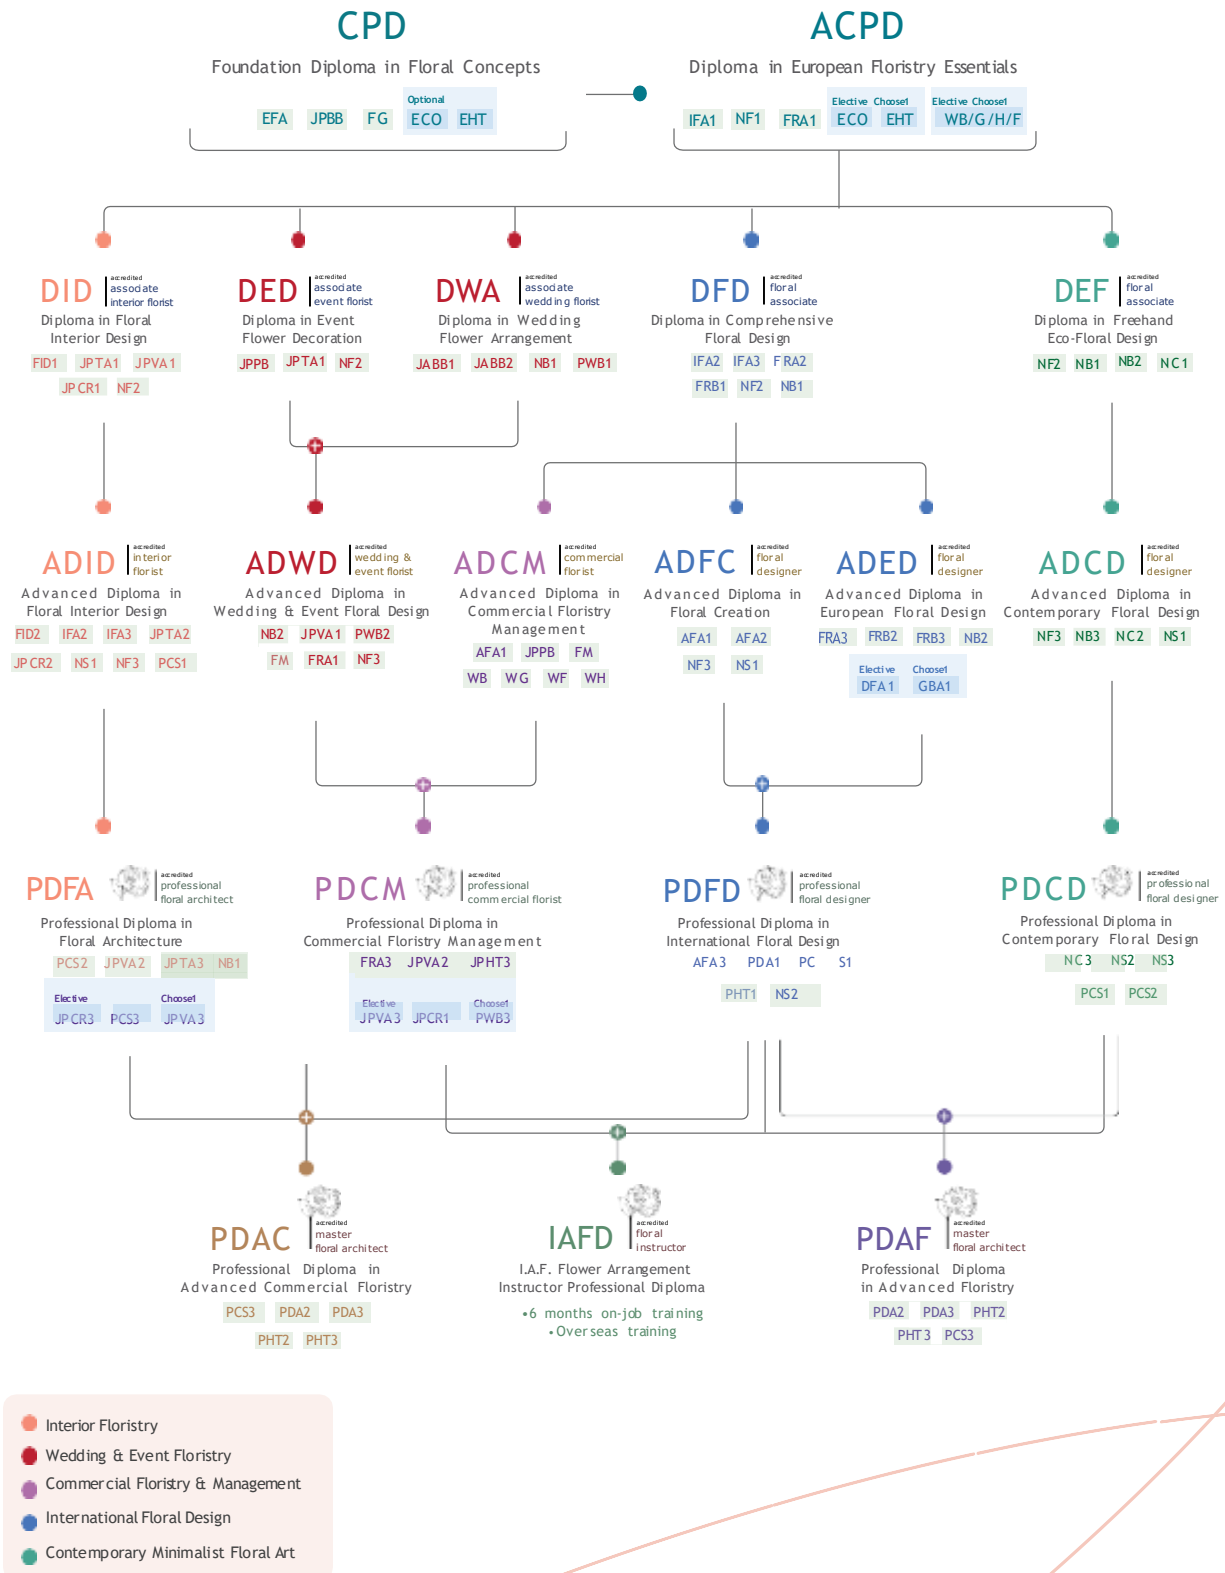 CPD
Foundation Diploma in Floral Concepts
Optional
EFA JPBB FG ECO EHT
ACPD
Diploma in European Floristry Essentials
Elective Choose1 Elective Choose1
IFA1 NF1 FRA1 ECO EHT WB/G/H/F
DID
accredited
associate
interior florist
Diploma in Floral
Interior Design
FID1 JPTA1 JPVA1
JPCR1 NF2
DED
accredited
associate
event florist
Diploma in Event
Flower Decoration
JPPB JPTA1 NF2
DWA
accredited
associate
wedding florist
Diploma in Wedding
Flower Arrangement
JABB1 JABB2 NB1 PWB1
DFD
accredited
floral
associate
Diploma in Comprehensive
Floral Design
IFA2 IFA3 FRA2
FRB1 NF2 NB1
DEF
accredited
floral
associate
Diploma in Freehand
Eco-Floral Design
NF2 NB1 NB2 NC1
ADID
accredited
interior
florist
Advanced Diploma in
Floral Interior Design
FID2 IFA2 IFA3 JPTA2
JPCR2 NS1 NF3 PCS1
ADWD
accredited
wedding &
event florist
Advanced Diploma in
Wedding & Event Floral Design
NB2 JPVA1 PWB2
FM FRA1 NF3
ADCM
accredited
commercial
florist
Advanced Diploma in
Commercial Floristry
Management
AFA1 JPPB FM
WB WG WF WH
ADFC
accredited
floral
designer
Advanced Diploma in
Floral Creation
AFA1 AFA2
NF3 NS1
ADED
accredited
floral
designer
Advanced Diploma in
European Floral Design
FRA3 FRB2 FRB3 NB2
Elective Choose1
DFA1 GBA1
ADCD
accredited
floral
designer
Advanced Diploma in
Contemporary Floral Design
NF3 NB3 NC2 NS1
PDFA
accredited
professional
floral architect
Professional Diploma in
Floral Architecture
PCS2 JPVA2 JPTA3 NB1
Elective Choose1
JPCR3 PCS3 JPVA3
PDCM
accredited
professional
commercial florist
Professional Diploma in
Commercial Floristry Management
FRA3 JPVA2 JPHT3
Elective Choose1
JPVA3 JPCR1 PWB3
PDFD
accredited
professional
floral designer
Professional Diploma in
International Floral Design
AFA3 PDA1 PC S1
PHT1 NS2
PDCD
accredited
professional
floral designer
Professional Diploma in
Contemporary Floral Design
NC3 NS2 NS3
PCS1 PCS2
PDAC
accredited
master
floral architect
Professional Diploma in
Advanced Commercial Floristry
PCS3 PDA2 PDA3
PHT2 PHT3
IAFD
accredited
floral
instructor
I.A.F. Flower Arrangement
Instructor Professional Diploma
•6 months on-job training
•Overseas training
PDAF
accredited
master
floral architect
Professional Diploma
in Advanced Floristry
PDA2 PDA3 PHT2
PHT3 PCS3
Interior Floristry
Wedding & Event Floristry
Commercial Floristry & Management
International Floral Design
Contemporary Minimalist Floral Art